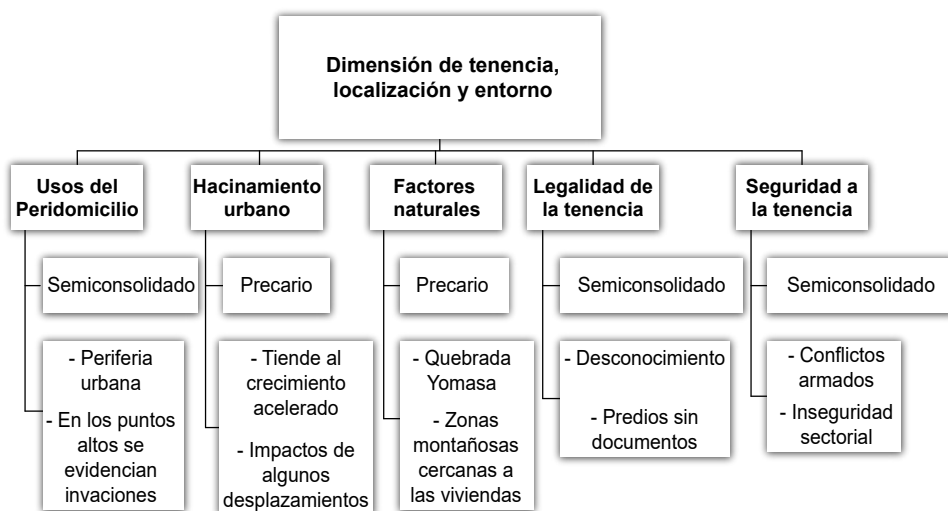 Dimensión de tenencia,
localización y entorno
Usos del
Peridomicilio
Semiconsolidado
- Periferia
urbana
- En los puntos
altos se
evidencian
invaciones
Hacinamiento
urbano
Precario
- Tiende al
crecimiento
acelerado
- Impactos de
algunos
desplazamientos
Factores
naturales
Precario
- Quebrada
Yomasa
- Zonas
montañosas
cercanas a
las viviendas
Legalidad de
la tenencia
Semiconsolidado
- Desconocimiento
- Predios sin
documentos
Seguridad a
la tenencia
Semiconsolidado
- Conflictos
armados
- Inseguridad
sectorial